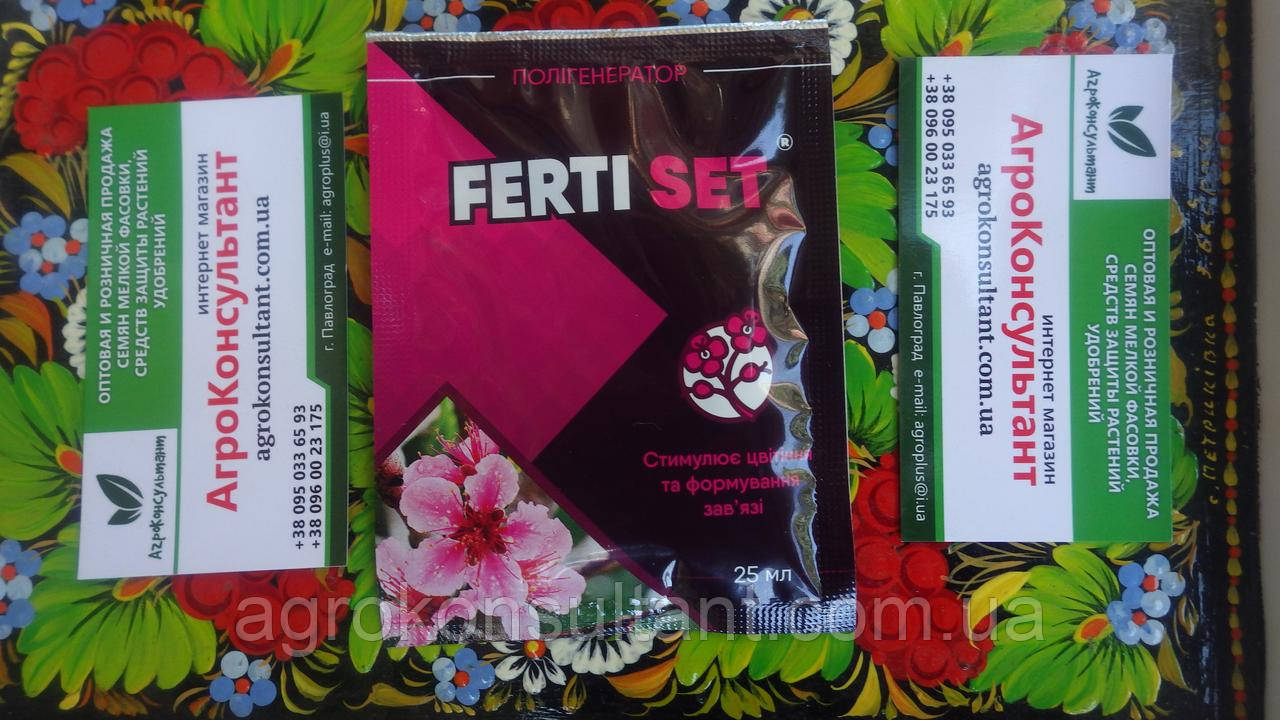 ПОЛІГЕНЕРАТОР
FERTI SET ®
Стимулює цвітіння
та формування
зав'язі
25 мл
ОПТОВАЯ И РОЗНИЧНАЯ ПРОДАЖА
СЕМЯН МЕЛКОЙ ФАСОВКИ,
СРЕДСТВ ЗАЩИТЫ РАСТЕНИЙ
УДОБРЕНИЙ
АгроКонсультант
интернет магазин
АгроКонсультант
agrokonsultant.com.ua
+38 095 033 65 93
+38 096 00 23 175
г. Павлоград e-mail: agroplus@i.ua
АгроКонсультант
ОПТОВАЯ И РОЗНИЧНАЯ ПРОДАЖА
СЕМЯН МЕЛКОЙ ФАСОВКИ,
СРЕДСТВ ЗАЩИТЫ РАСТЕНИЙ
УДОБРЕНИЙ
интернет магазин
АгроКонсультант
agrokonsultant.com.ua
+38 095 033 65 93
+38 096 00 23 175
г. Павлоград e-mail: agroplus@i.ua
с. Петриківка
agrokonsultant.com.ua